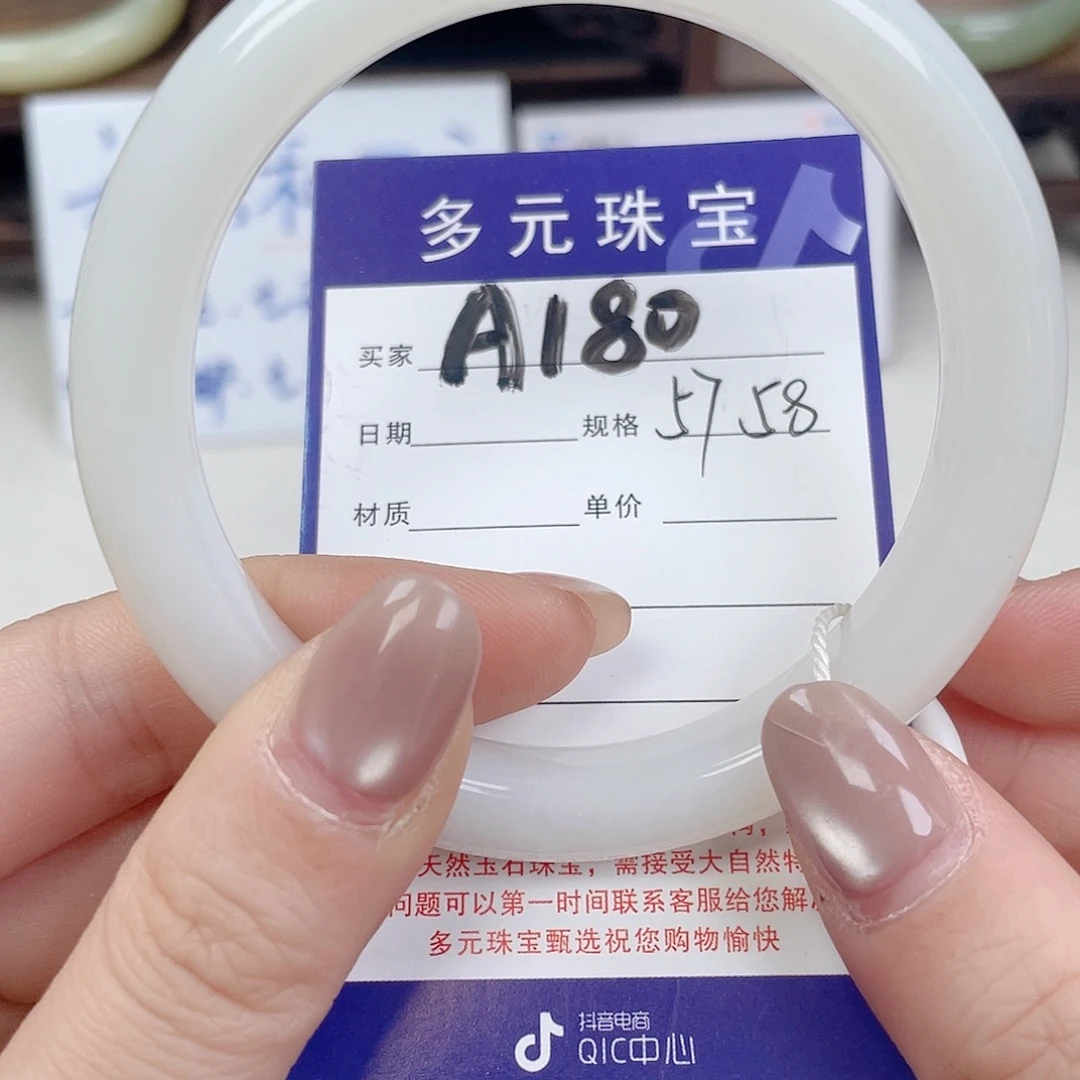 多元珠宝
买家 A180
日期 规格 57 58
材质 单价
天然玉石珠宝，需接受大自然特
问题可以第一时间联系客服给您解
多元珠宝甄选祝您购物愉快
抖音电商
QIC中心